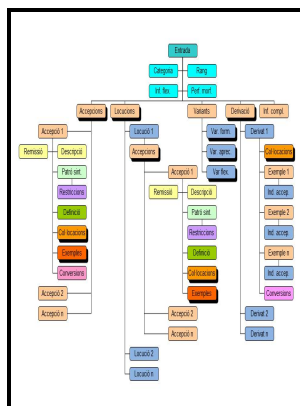 Entrada
Categoria Rang
Inf. flex. Perf. morf.
Accepcions Locucions Variants Derivació Inf. compl.
Accepció 1 Locució 1 Var. form. Derivat 1
Remissió Descripció Accepcions Var. aprec. Col·locacions
Patró sint. Accepció 1 Var flex. Exemple 1
Restriccions Remissió Descripció Ind. accep.
Definició Patró sint Exemple 2
Col·locacions Restriccions Ind. accep.
Exemples Definició Exemple n
Conversions Col·locacions Ind. accep.
Accepció 2 Exemples Conversions
Accepció n Accepció 2 Derivat 2
Accepció n Derivat n
Locució 2
Locució n